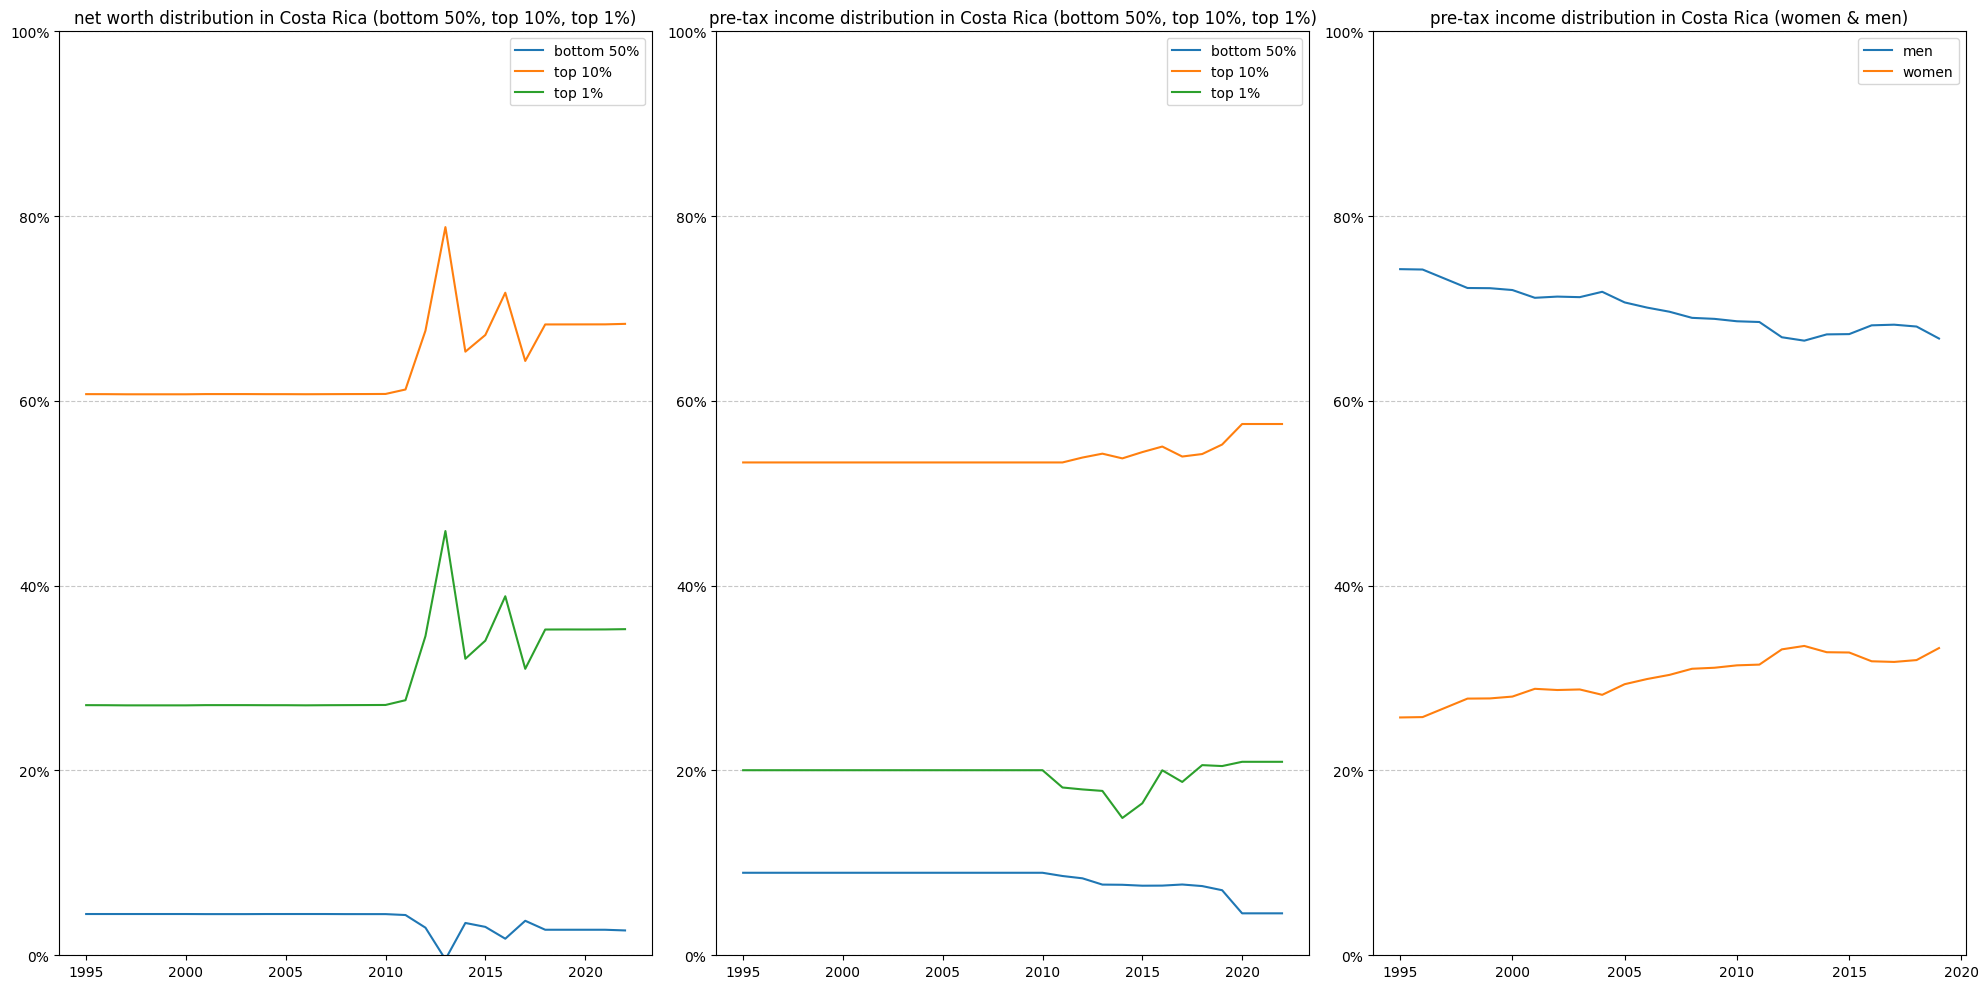 net worth distribution in Costa Rica (bottom 50%, top 10%, top 1%)
100%
80%
60%
40%
20%
0%
1995 2000 2005 2010 2015 2020
bottom 50%
top 10%
top 1%
pre-tax income distribution in Costa Rica (bottom 50%, top 10%, top 1%)
100%
80%
60%
40%
20%
0%
1995 2000 2005 2010 2015 2020
bottom 50%
top 10%
top 1%
pre-tax income distribution in Costa Rica (women & men)
100%
80%
60%
40%
20%
0%
1995 2000 2005 2010 2015 2020
men
women